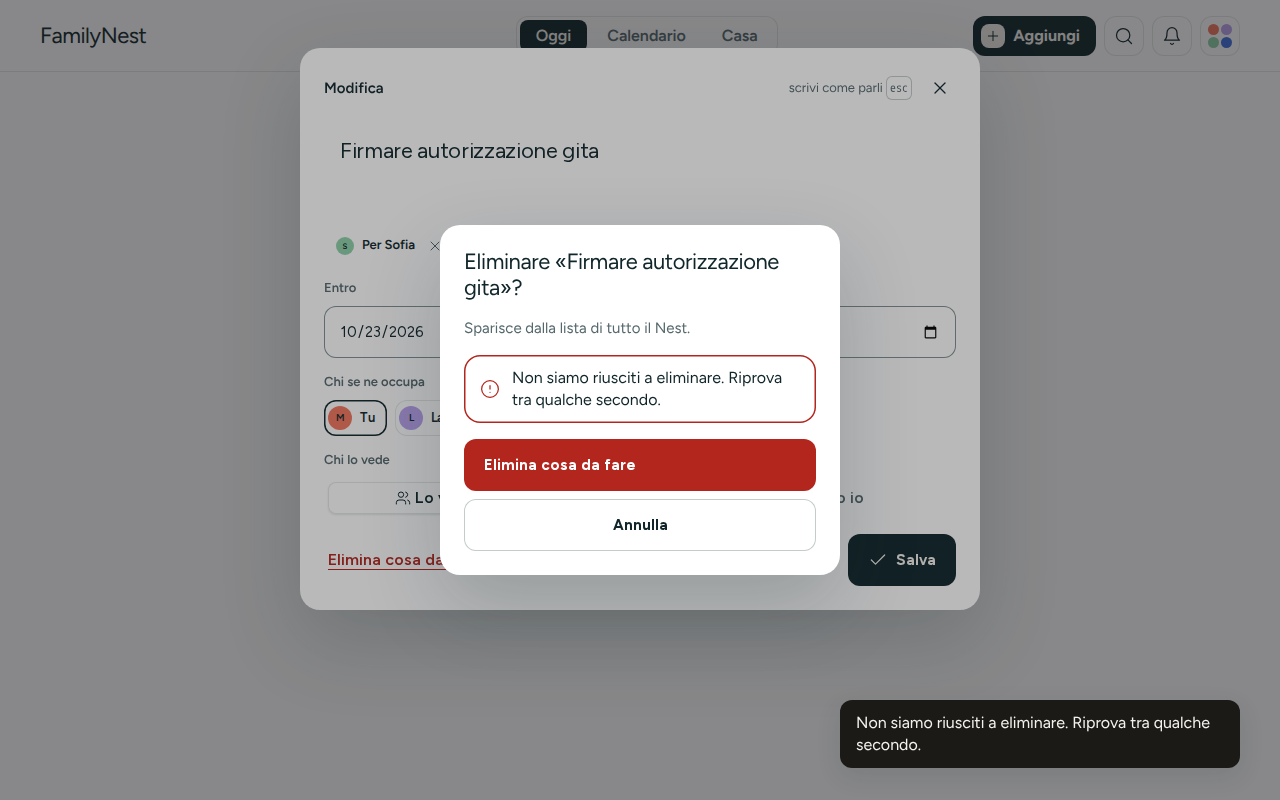 FamilyNest
Oggi
Calendario
Casa
Aggiungi
Modifica
scrivi come parli esc
Firmare autorizzazione gita
S Per Sofia
Entro
10/23/2026
Chi se ne occupa
M Tu
L
Chi lo vede
Lo
io
Elimina cosa
Salva
Eliminare «Firmare autorizzazione
gita»?
Sparisce dalla lista di tutto il Nest.
Non siamo riusciti a eliminare. Riprova
tra qualche secondo.
Elimina cosa da fare
Annulla
Non siamo riusciti a eliminare. Riprova tra qualche
secondo.